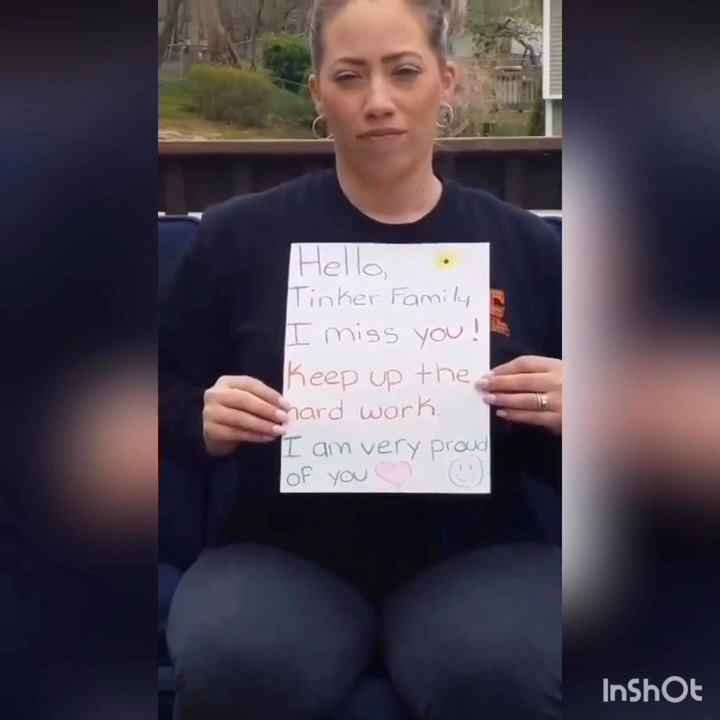 Hello,
Tinker Family
I miss you!
Keep up the
hard work.
I am very proud
of you
InShOt